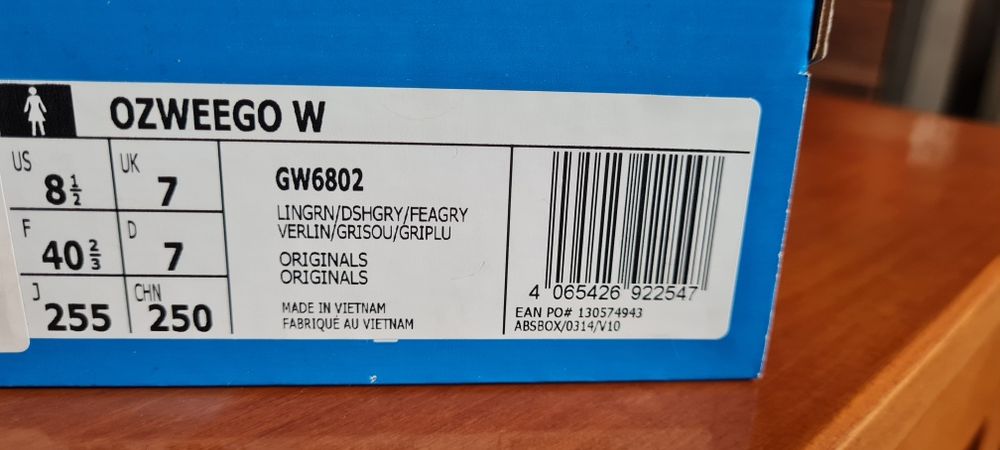 OZWEEGO W
US 8½ UK 7
F 40⅔ D 7
J 255 CHN 250
GW6802
LINGRN/DSHGRY/FEAGRY
VERLIN/GRISOU/GRIPLU
ORIGINALS
ORIGINALS
MADE IN VIETNAM
FABRIQUÉ AU VIETNAM
4 065426 922547
EAN PO# 130574943
ABSBOX/0314/V10